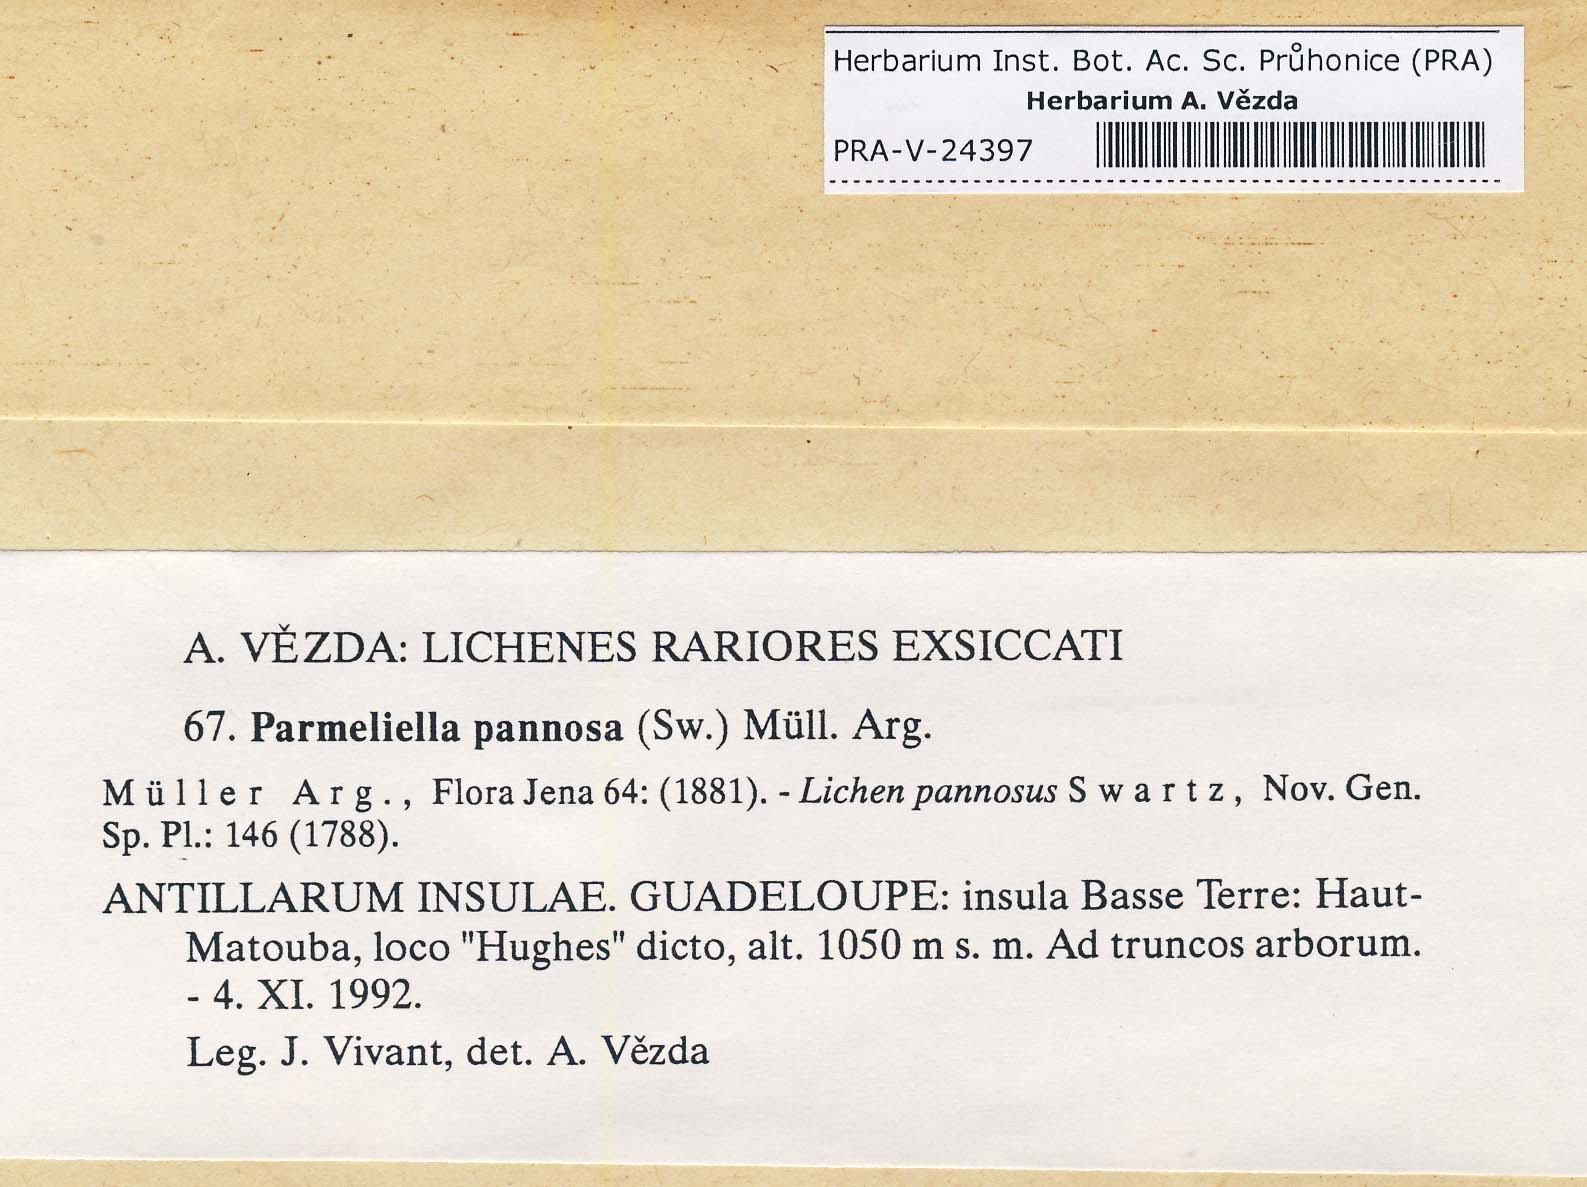 Herbarium Inst. Bot. Ac. Sc. Průhonice (PRA)
Herbarium A. Vězda
PRA-V-24397
A. VĚZDA: LICHENES RARIORES EXSICCATI
67. Parmeliella pannosa (Sw.) Müll. Arg.
Müller Arg., Flora Jena 64: (1881). - Lichen pannosus Swartz, Nov. Gen.
Sp. Pl.: 146 (1788).
ANTILLARUM INSULAE. GUADELOUPE: insula Basse Terre: Haut-
Matouba, loco "Hughes" dicto, alt. 1050 m s. m. Ad truncos arborum.
- 4. XI. 1992.
Leg. J. Vivant, det. A. Vězda